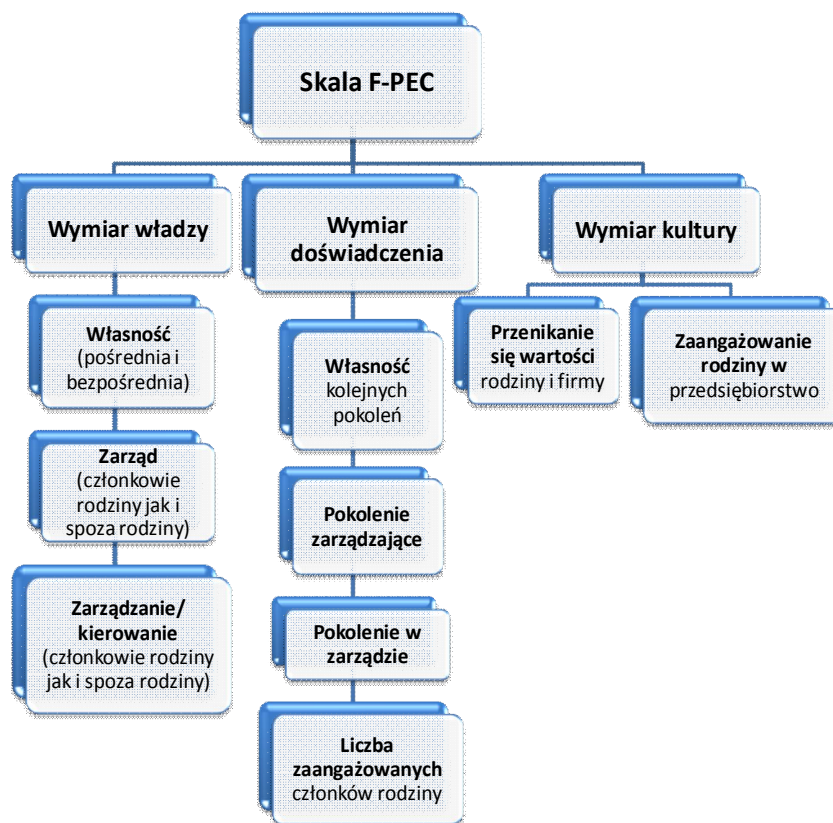 Skala F-PEC
Wymiar władzy
Wymiar
doświadczenia
Wymiar kultury
Własność
(pośrednia i
bezpośrednia)
Zarząd
(członkowie
rodziny jak i
spoza rodziny)
Zarządzanie/
kierowanie
(członkowie rodziny
jak i spoza rodziny)
Własność
kolejnych
pokoleń
Pokolenie
zarządzające
Pokolenie w
zarządzie
Liczba
zaangażowanych
członków rodziny
Przenikanie
się wartości
rodziny i firmy
Zaangażowanie
rodziny w
przedsiębiorstwo